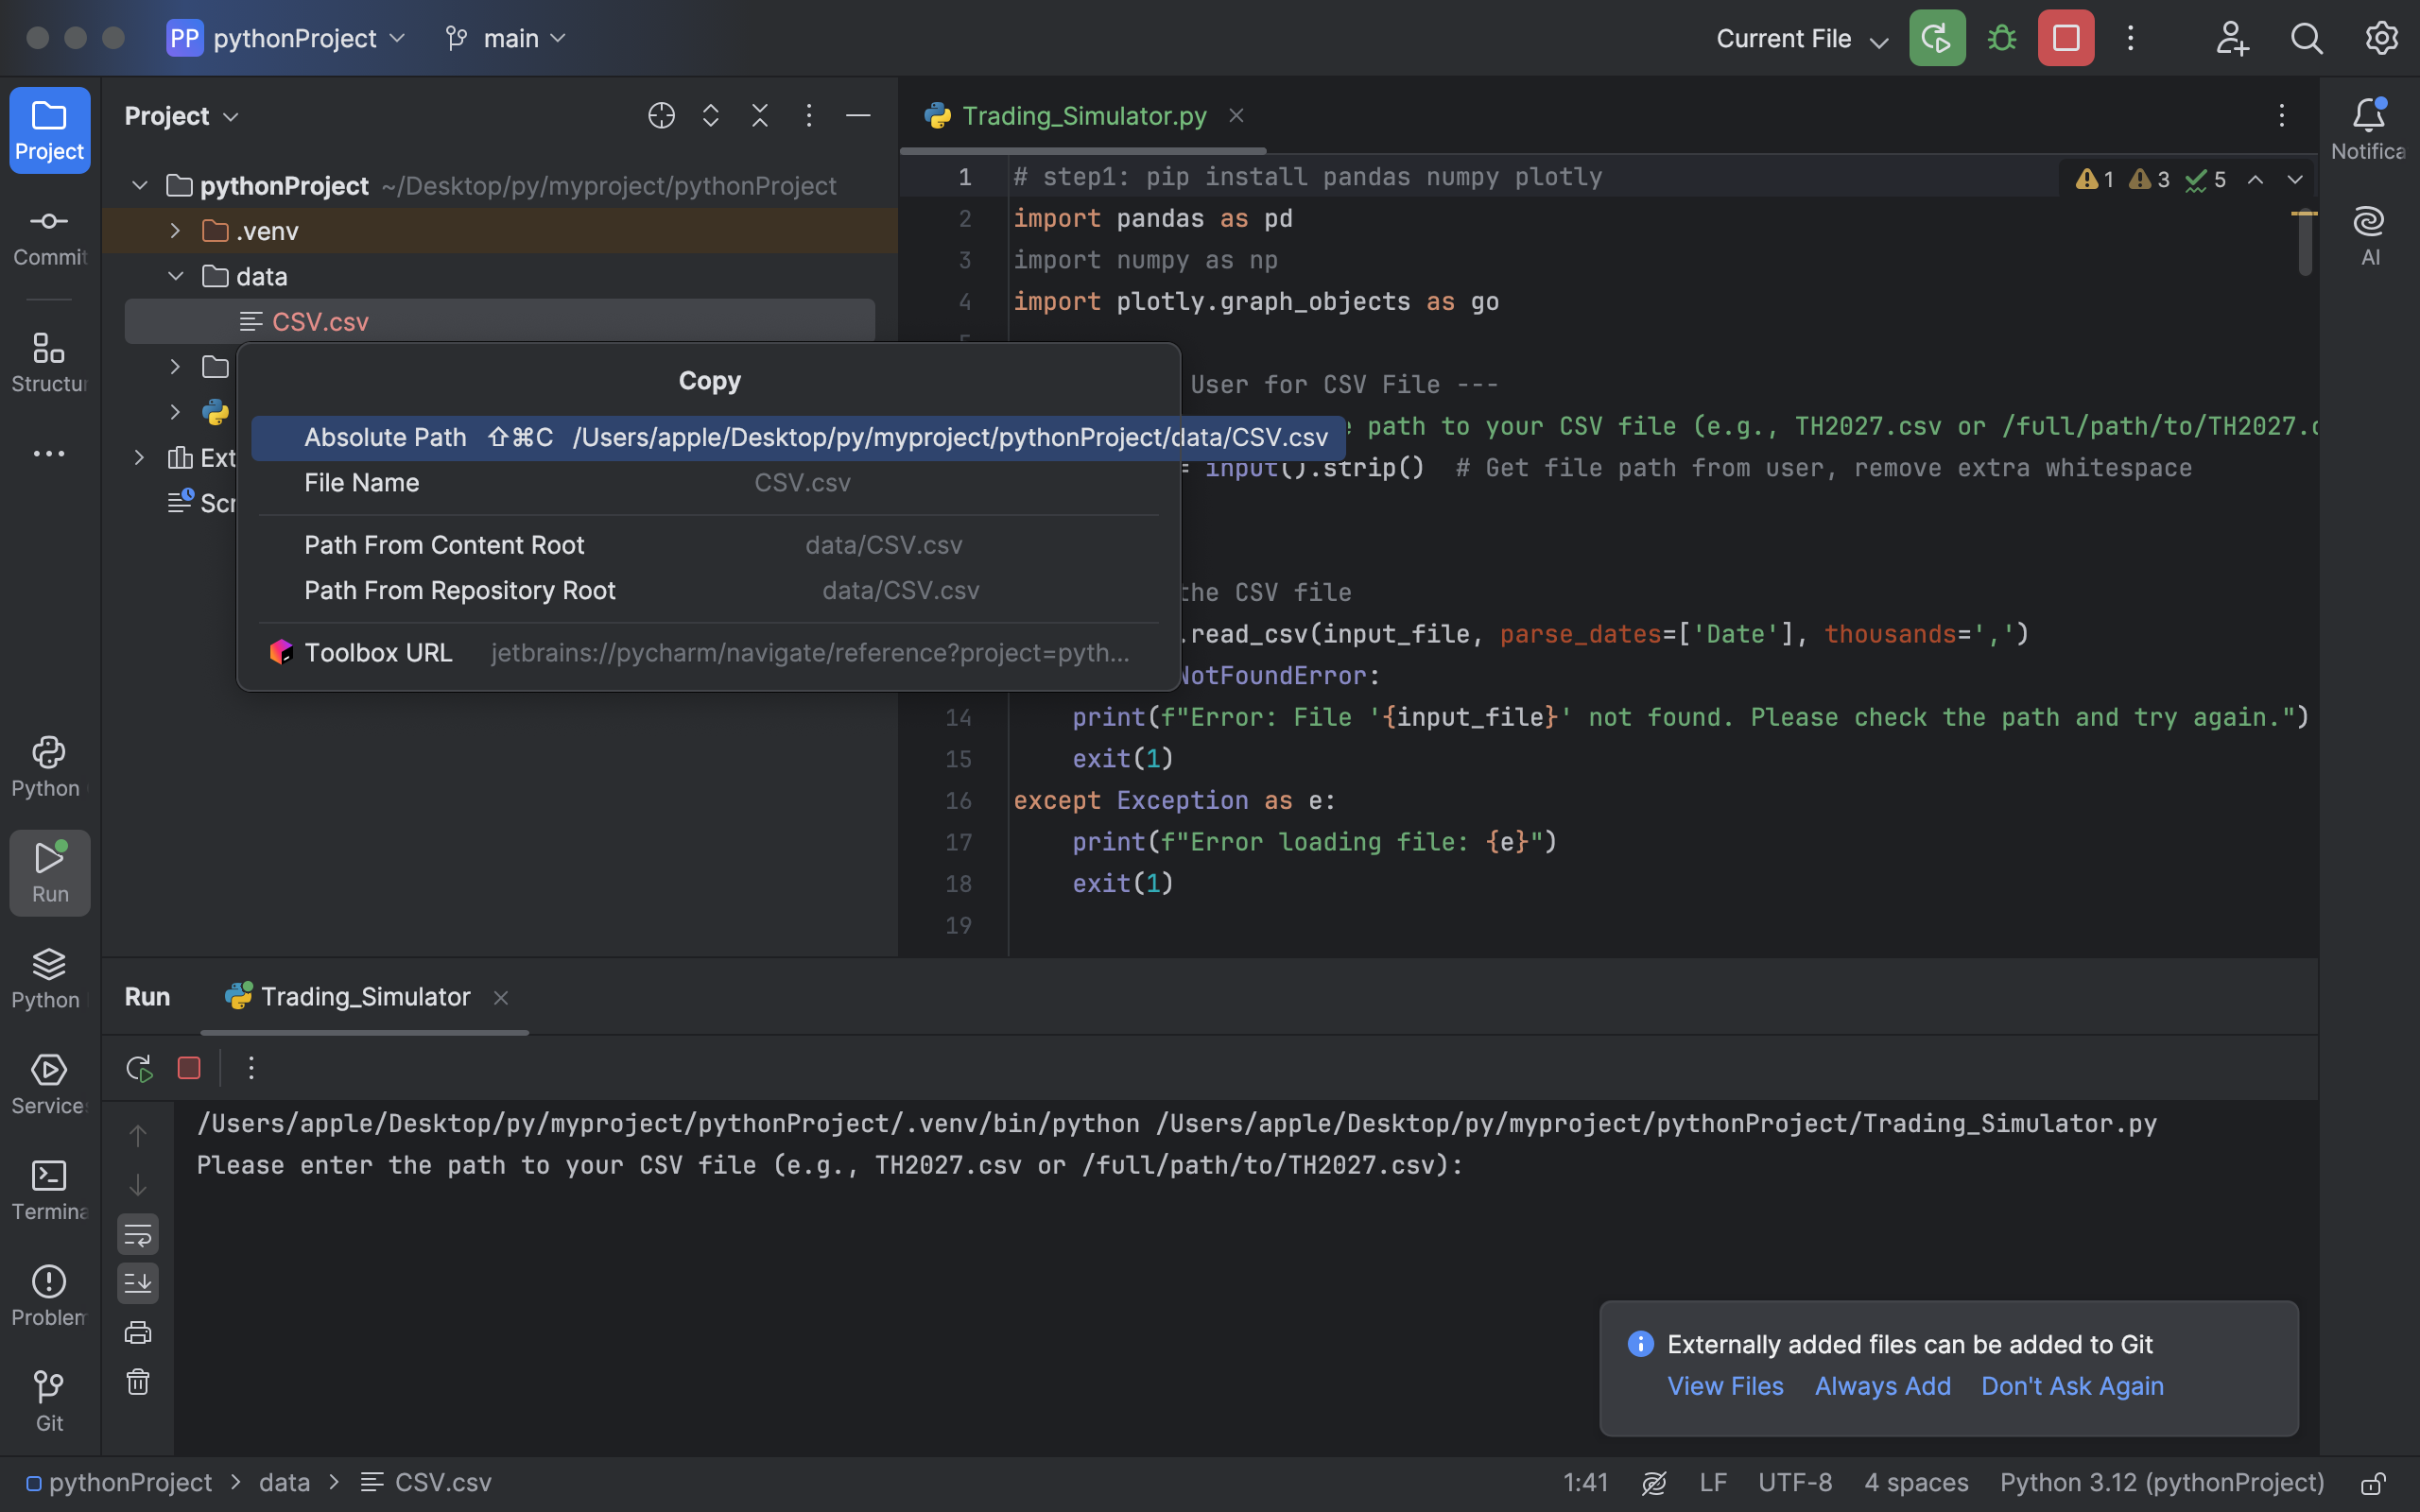 PP pythonProject main Current File
Project
Commit
Structu
Python
Run
Python
Service
Termina
Problem
Git
Project
pythonProject ~/Desktop/py/myproject/pythonProject
.venv
data
CSV.csv
Ext
Scr
Copy
Absolute Path ⇧⌘C /Users/apple/Desktop/py/myproject/pythonProject/data/CSV.csv
File Name CSV.csv
Path From Content Root data/CSV.csv
Path From Repository Root data/CSV.csv
Toolbox URL jetbrains://pycharm/navigate/reference?project=pyth...
Trading_Simulator.py
1 3 5
1 # step1: pip install pandas numpy plotly
2 import pandas as pd
3 import numpy as np
4 import plotly.graph_objects as go
User for CSV File ---
path to your CSV file (e.g., TH2027.csv or /full/path/to/TH2027.c
= input().strip() # Get file path from user, remove extra whitespace
the CSV file
.read_csv(input_file, parse_dates=['Date'], thousands=',')
NotFoundError:
14 print(f"Error: File '{input_file}' not found. Please check the path and try again.")
15 exit(1)
16 except Exception as e:
17 print(f"Error loading file: {e}")
18 exit(1)
19
Notifica
AI
Run Trading_Simulator
/Users/apple/Desktop/py/myproject/pythonProject/.venv/bin/python /Users/apple/Desktop/py/myproject/pythonProject/Trading_Simulator.py
Please enter the path to your CSV file (e.g., TH2027.csv or /full/path/to/TH2027.csv):
Externally added files can be added to Git
View Files Always Add Don't Ask Again
pythonProject > data > CSV.csv 1:41 LF UTF-8 4 spaces Python 3.12 (pythonProject)